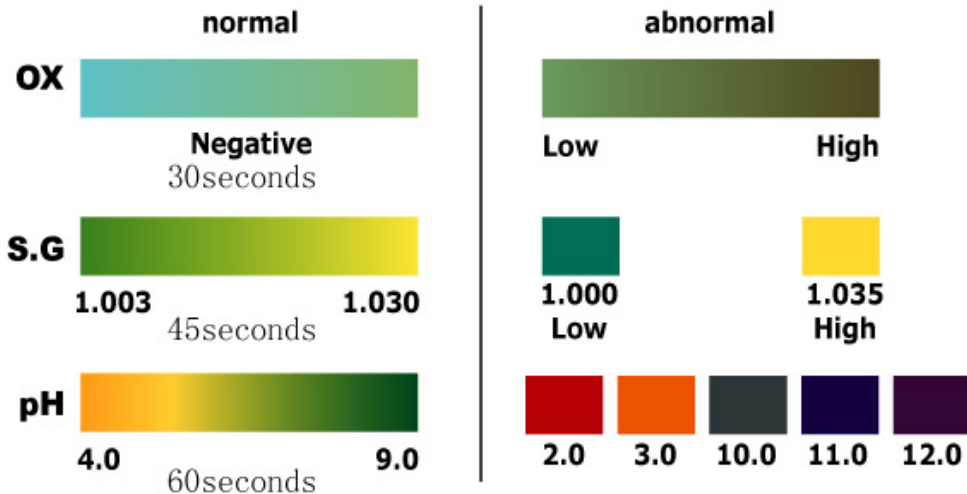 normal abnormal
OX
Negative Low High
30seconds
S.G
1.003 1.030 1.000 1.035
45seconds Low High
pH
4.0 9.0 2.0 3.0 10.0 11.0 12.0
60seconds